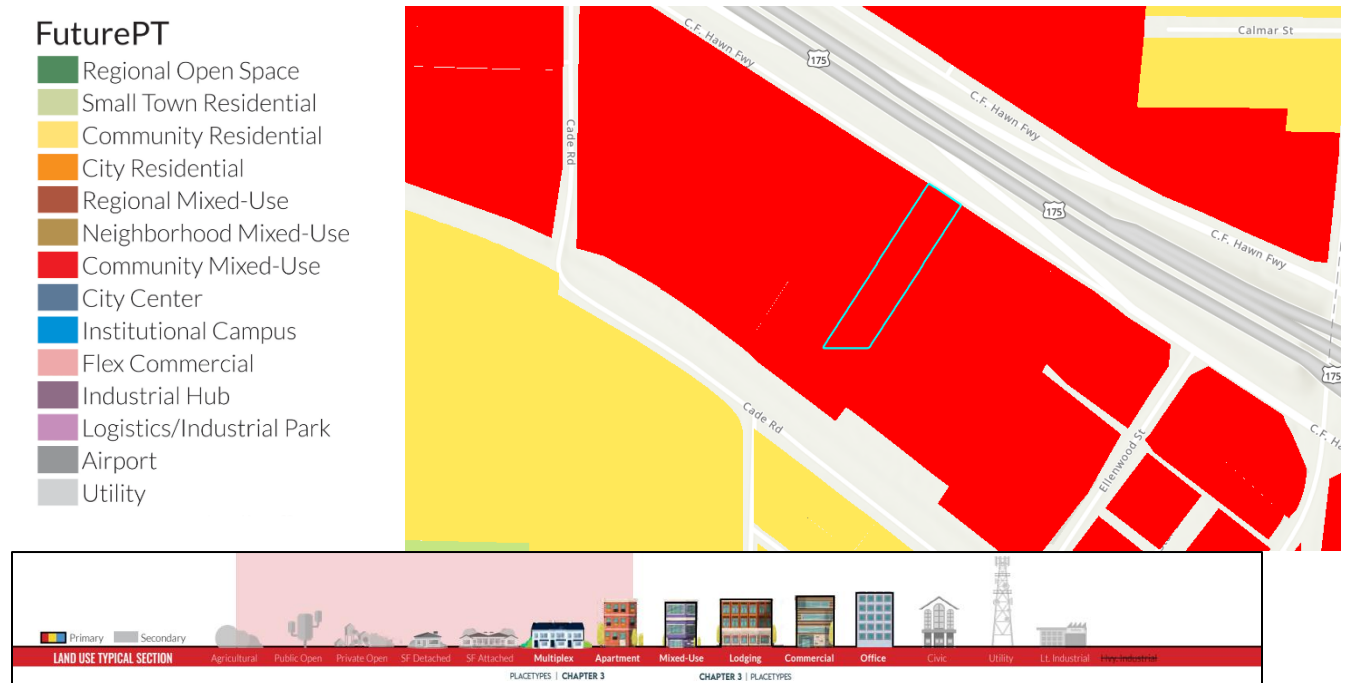 FuturePT
Regional Open Space
Small Town Residential
Community Residential
City Residential
Regional Mixed-Use
Neighborhood Mixed-Use
Community Mixed-Use
City Center
Institutional Campus
Flex Commercial
Industrial Hub
Logistics/Industrial Park
Airport
Utility
C.F. Hawn Fwy
175
Calmar St
C.F. Hawn Fwy
Cade Rd
175
C.F. Hawn Fwy
175
Cade Rd
Ellenwood St
C.F. Ha
Primary Secondary
LAND USE TYPICAL SECTION Agricultural Public Open Private Open SF Detached SF Attached Multiplex Apartment Mixed-Use Lodging Commercial Office Civic Utility Lt. Industrial Hvy. Industrial
PLACETYPES | CHAPTER 3 CHAPTER 3 | PLACETYPES